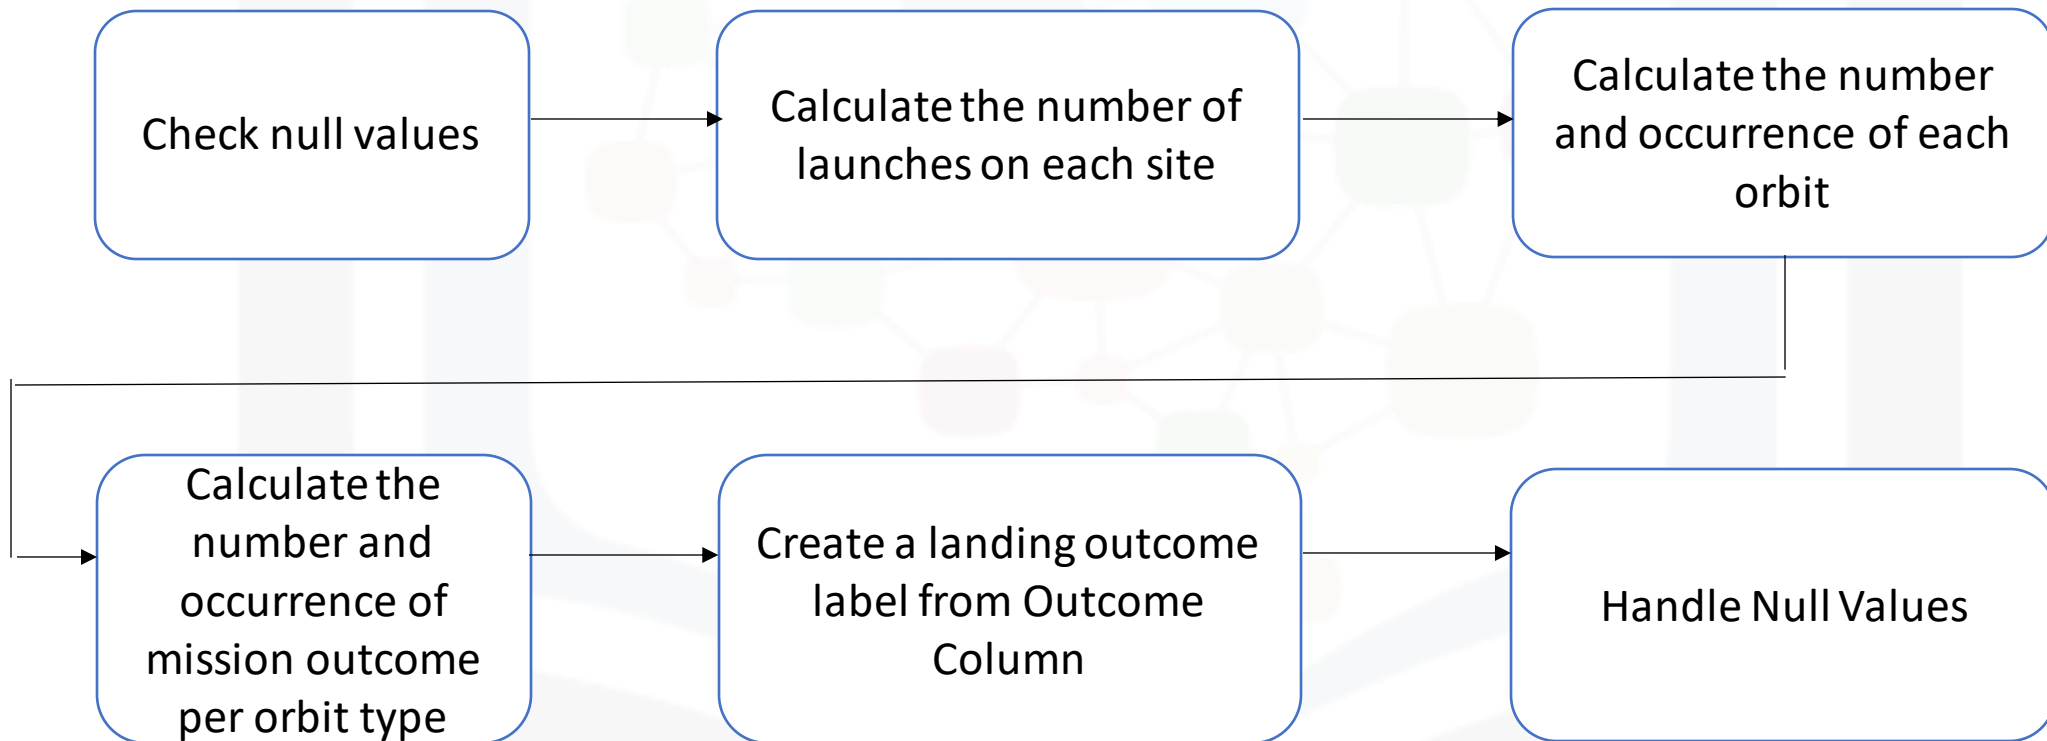 Check null values
Calculate the number of
launches on each site
Calculate the number
and occurrence of each
orbit
Calculate the
number and
occurrence of
mission outcome
per orbit type
Create a landing outcome
label from Outcome
Column
Handle Null Values